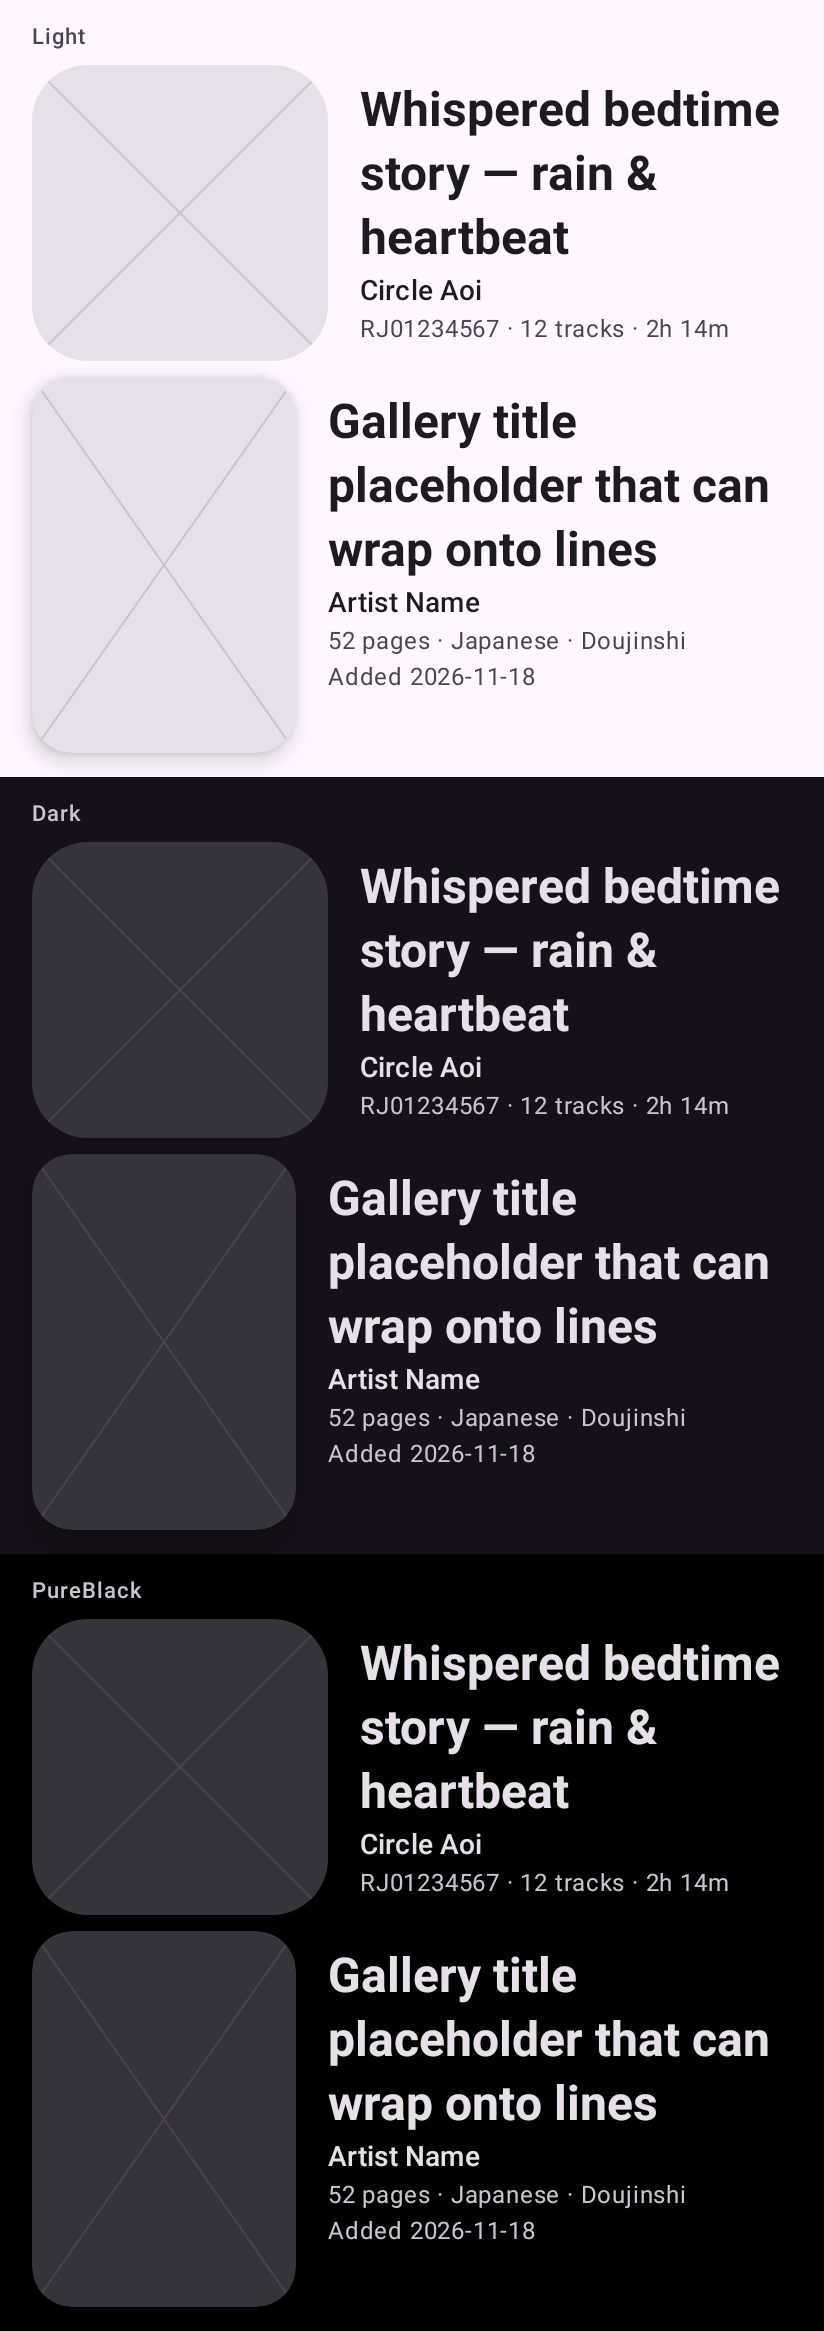 Light
Whispered bedtime
story — rain &
heartbeat
Circle Aoi
RJ01234567 · 12 tracks · 2h 14m
Gallery title
placeholder that can
wrap onto lines
Artist Name
52 pages · Japanese · Doujinshi
Added 2026-11-18
Dark
Whispered bedtime
story — rain &
heartbeat
Circle Aoi
RJ01234567 · 12 tracks · 2h 14m
Gallery title
placeholder that can
wrap onto lines
Artist Name
52 pages · Japanese · Doujinshi
Added 2026-11-18
PureBlack
Whispered bedtime
story — rain &
heartbeat
Circle Aoi
RJ01234567 · 12 tracks · 2h 14m
Gallery title
placeholder that can
wrap onto lines
Artist Name
52 pages · Japanese · Doujinshi
Added 2026-11-18